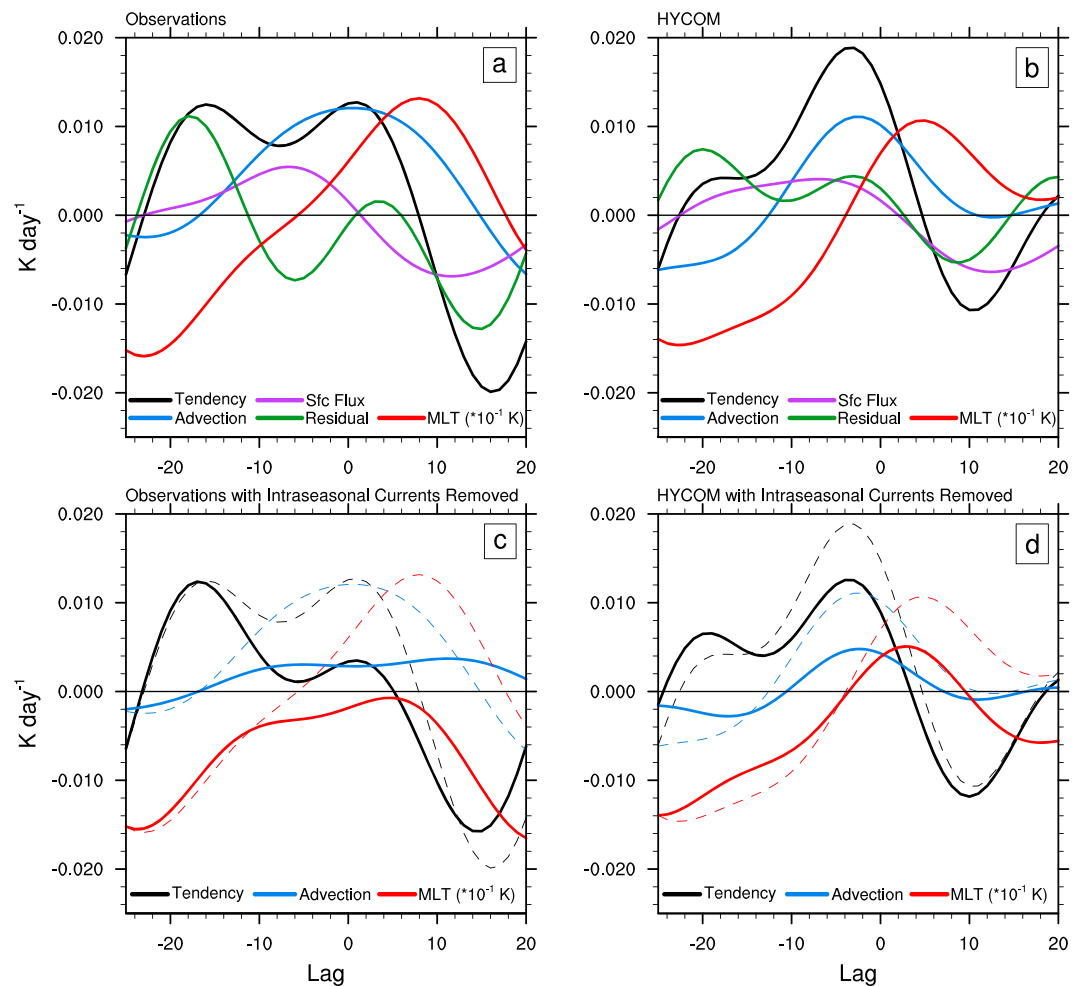 Observations
HYCOM
a
b
0.020
0.010
0.000
-0.010
-0.020
K day-1
Tendency
Sfc Flux
Advection
Residual
MLT (*10-1 K)
-20
-10
0
10
20
0.020
0.010
0.000
-0.010
-0.020
K day-1
Tendency
Sfc Flux
Advection
Residual
MLT (*10-1 K)
-20
-10
0
10
20
Observations with Intraseasonal Currents Removed
HYCOM with Intraseasonal Currents Removed
c
d
0.020
0.010
0.000
-0.010
-0.020
K day-1
Tendency
Advection
MLT (*10-1 K)
-20
-10
0
10
20
Lag
0.020
0.010
0.000
-0.010
-0.020
K day-1
Tendency
Advection
MLT (*10-1 K)
-20
-10
0
10
20
Lag